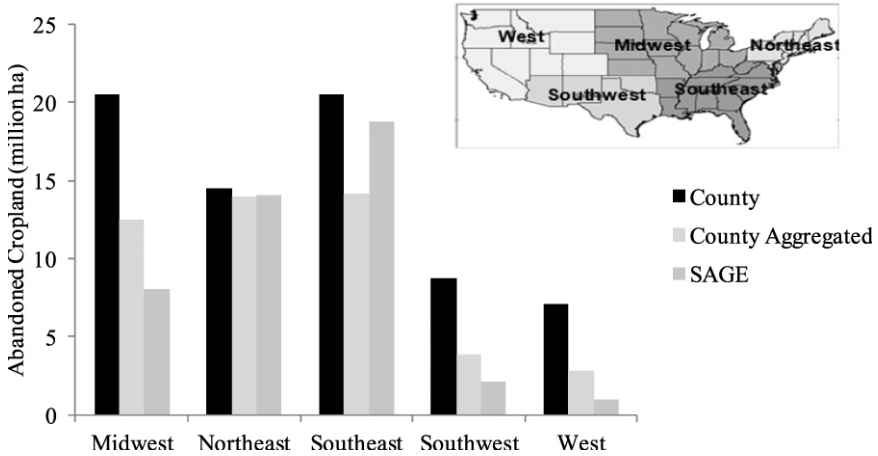 25
20
15
10
5
0
Abandoned Cropland (million ha)
Midwest Northeast Southeast Southwest West
West
Midwest
Northeast
Southwest
Southeast
County
County Aggregated
SAGE